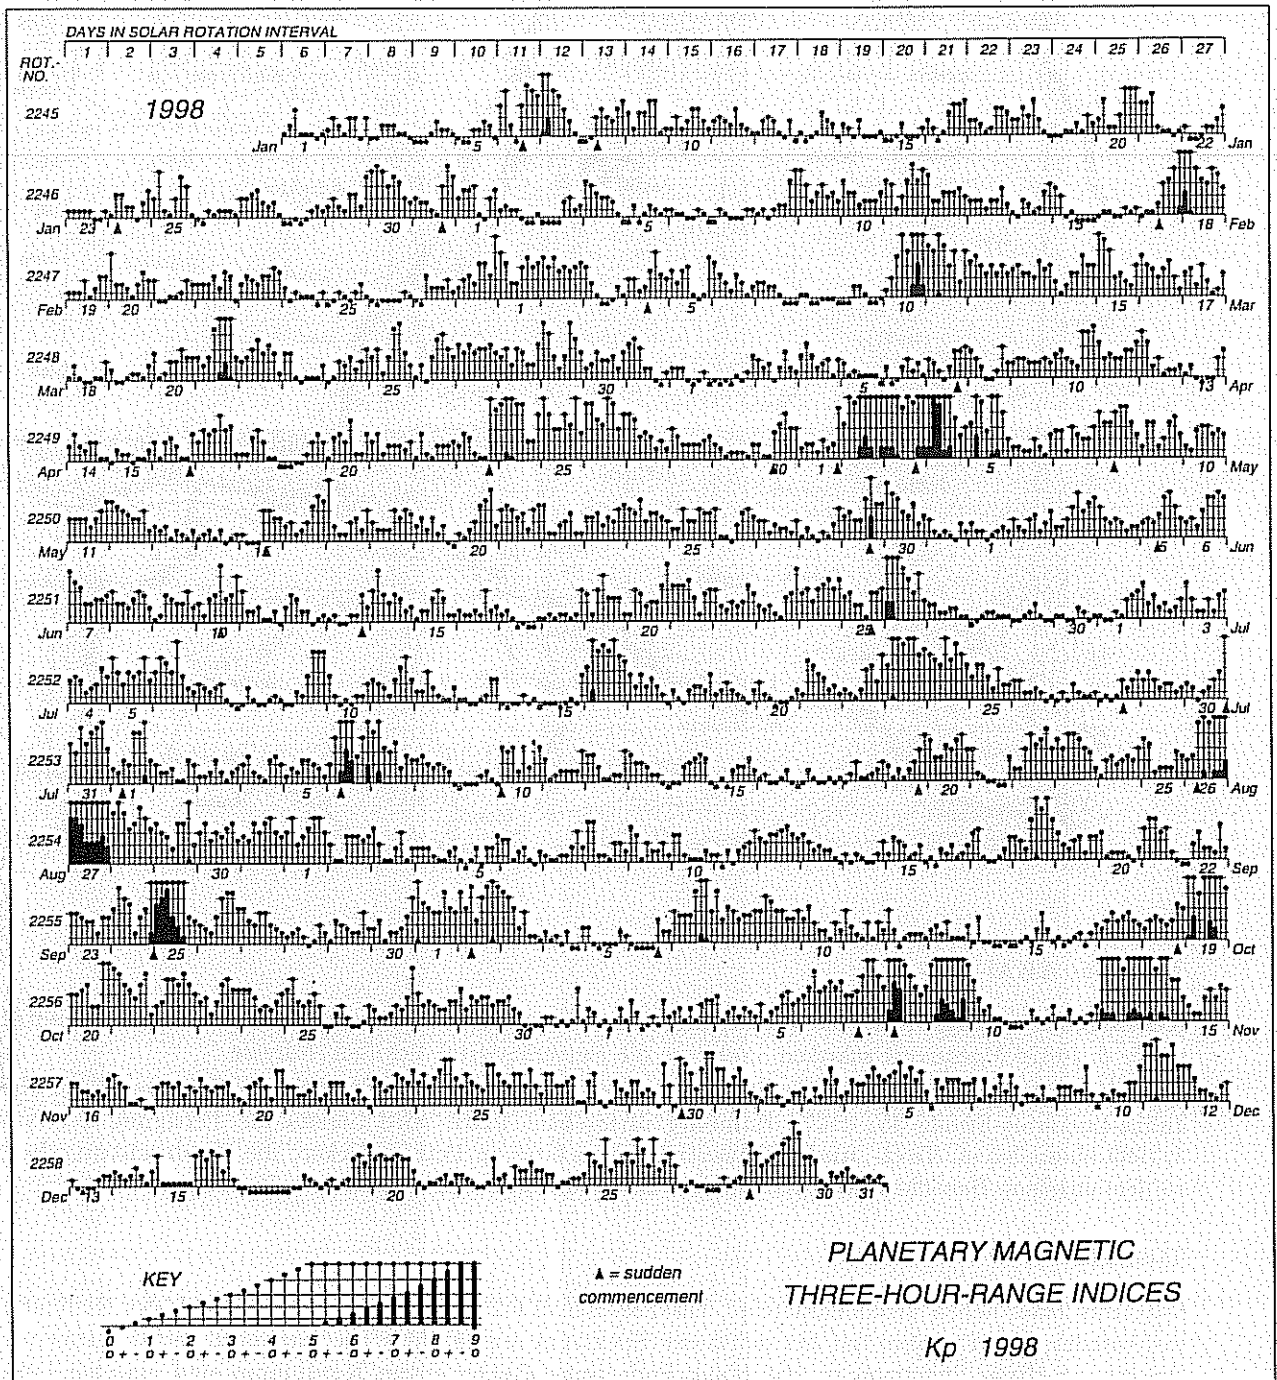 DAYS IN SOLAR ROTATION INTERVAL
1 2 3 4 5 6 7 8 9 10 11 12 13 14 15 16 17 18 19 20 21 22 23 24 25 26 27
ROT.-
NO.
2245 1998
Jan 1 5 15 20 22 Jan
2246
Jan 23 25 30 1 5 10 15 18 Feb
2247
Feb 19 20 25 1 5 10 15 17 Mar
2248
Mar 18 20 25 30 1 5 10 13 Apr
2249
Apr 14 15 20 25 30 1 5 10 May
2250
May 11 15 20 25 30 1 5 6 Jun
2251
Jun 7 10 15 20 25 30 1 3 Jul
2252
Jul 4 5 10 15 20 25 30 Jul
2253
Jul 31 1 5 10 15 20 25 26 Aug
2254
Aug 27 30 1 5 10 15 20 22 Sep
2255
Sep 23 25 30 1 5 10 15 19 Oct
2256
Oct 20 25 30 1 5 10 15 Nov
2257
Nov 16 20 25 30 1 5 10 12 Dec
2258
Dec 13 15 20 25 30 31
KEY
0 1 2 3 4 5 6 7 8 9
o + - o + - o + - o + - o + - o + - o + - o + - o + - o
▲ = sudden
commencement
PLANETARY MAGNETIC
THREE-HOUR-RANGE INDICES
Kp 1998